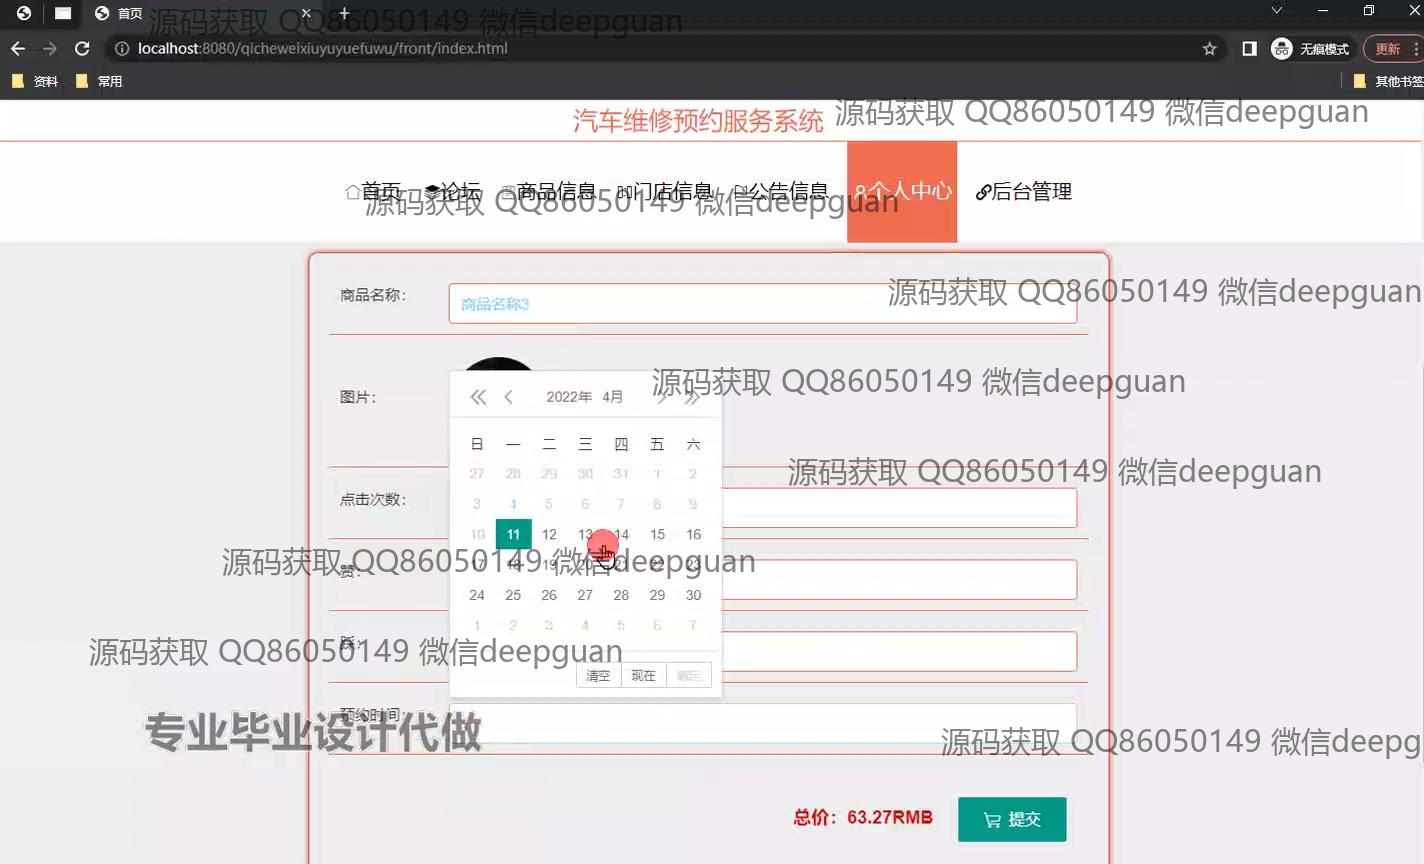 首页
localhost:8080/qicheweixiuyuyuefuwu/front/index.html
无痕模式
更新
资料 常用
其他书签
源码获取 QQ86050149 微信deepguan
汽车维修预约服务系统
源码获取 QQ86050149 微信deepguan
首页 论坛 商品信息 门店信息 公告信息 个人中心 后台管理
源码获取 QQ86050149 微信deepguan
商品名称：
商品名称3
源码获取 QQ86050149 微信deepguan
图片：
源码获取 QQ86050149 微信deepguan
2022年 4月
日 一 二 三 四 五 六
27 28 29 30 31 1 2
3 4 5 6 7 8 9
10 11 12 13 14 15 16
17 18 19 20 21 22 23
24 25 26 27 28 29 30
1 2 3 4 5 6 7
清空 现在
点击次数：
源码获取 QQ86050149 微信deepguan
赞：
源码获取 QQ86050149 微信deepguan
踩：
源码获取 QQ86050149 微信deepguan
预约时间：
专业毕业设计代做
源码获取 QQ86050149 微信deepg
总价：63.27RMB
提交